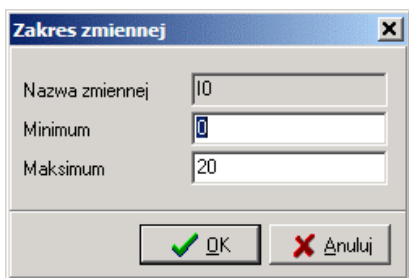 Zakres zmiennej
Nazwa zmiennej I0
Minimum 0
Maksimum 20
OK Anuluj